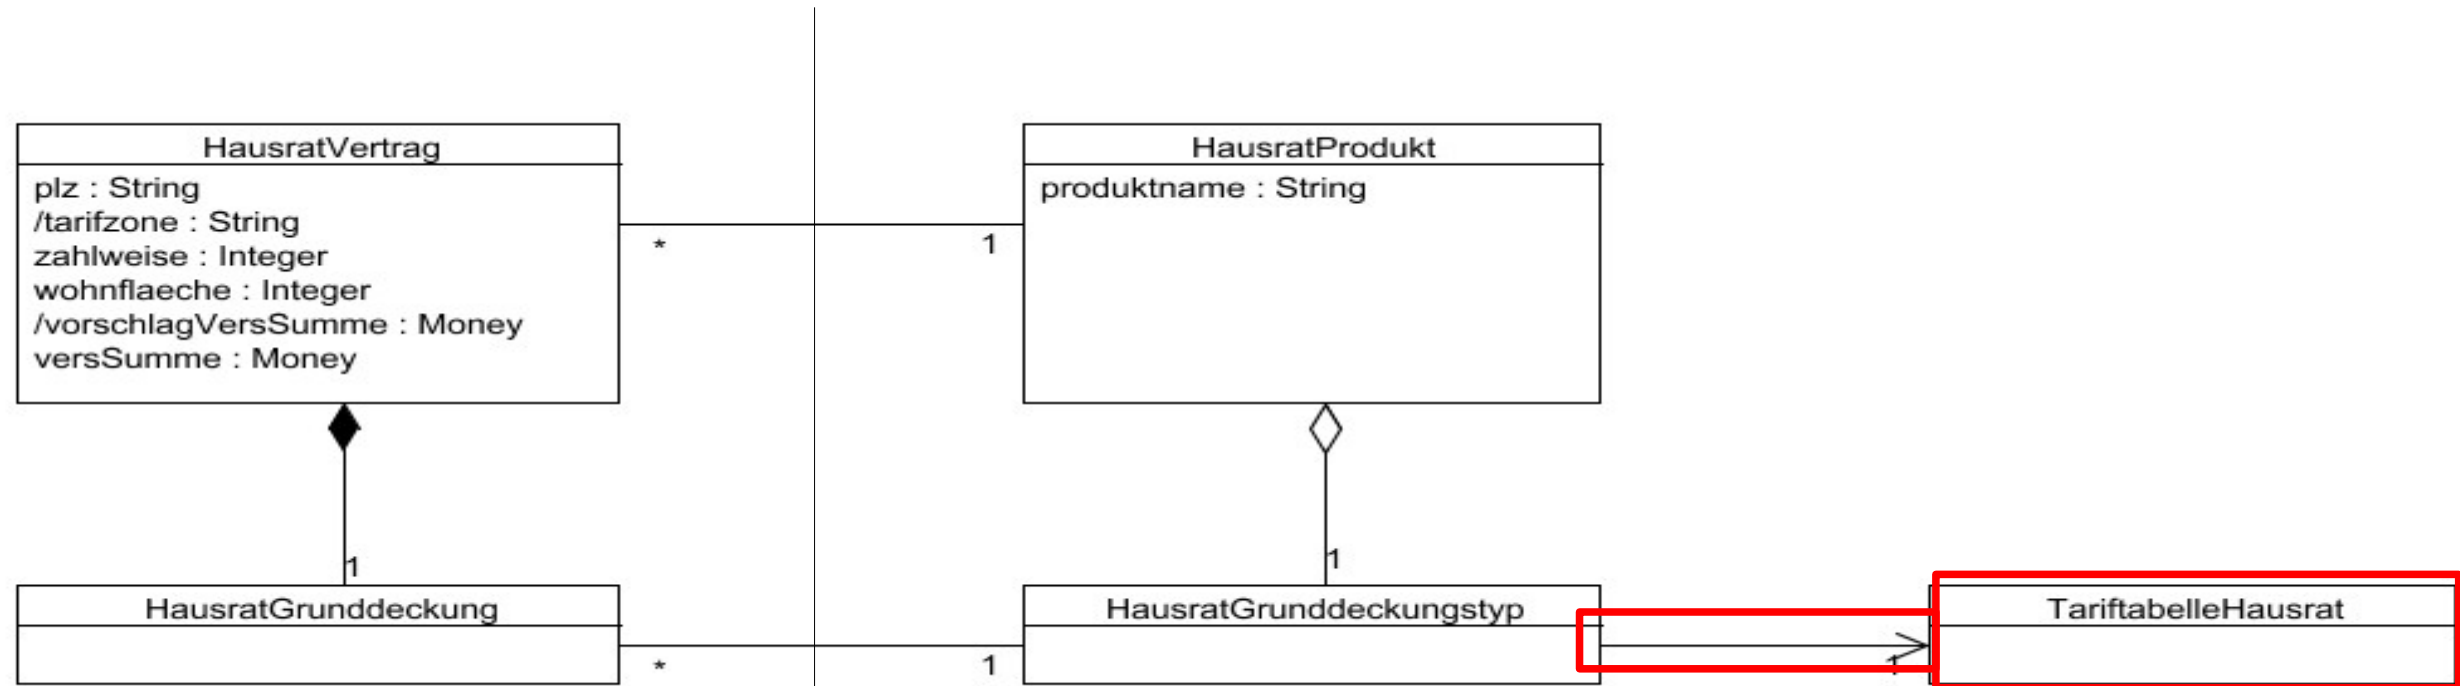 HausratVertrag
plz : String
/tarifzone : String
zahlweise : Integer
wohnflaeche : Integer
/vorschlagVersSumme : Money
versSumme : Money
*
1
HausratProdukt
produktname : String
1
1
HausratGrunddeckung
*
1
HausratGrunddeckungstyp
1
TariftabelleHausrat